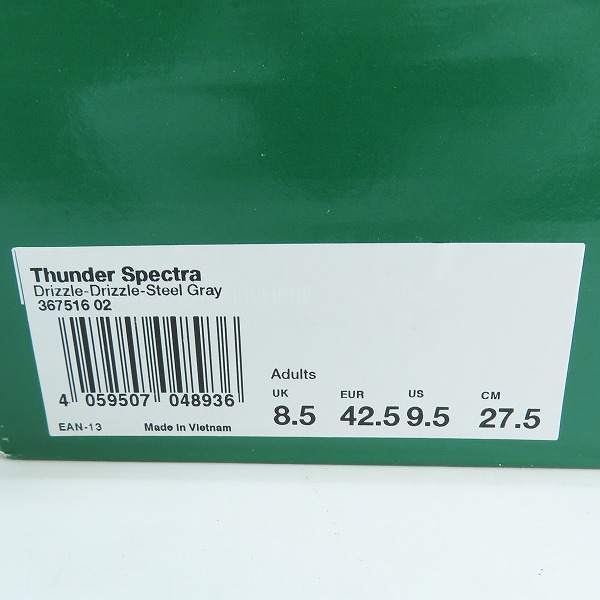 Thunder Spectra
Drizzle-Drizzle-Steel Gray
367516 02
4 059507 048936
EAN-13 Made in Vietnam
Adults
UK EUR US CM
8.5 42.5 9.5 27.5